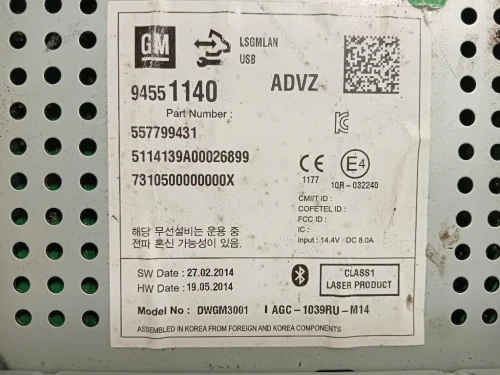 GM
LSGMLAN
USB
94551140
ADVZ
Part Number :
557799431
5114139A00026899
7310500000000X
CE
1177
E4
10R-032240
CMIIT ID :
COFETEL ID :
FCC ID :
IC :
Input : 14.4V⎓DC 8.0A
해당 무선설비는 운용 중
전파 혼신 가능성이 있음.
SW Date : 27.02.2014
HW Date : 19.05.2014
CLASS1
LASER PRODUCT
Model No : DWGM3001
I AGC-1039RU-M14
ASSEMBLED IN KOREA FROM FOREIGN AND KOREA COMPONENTS